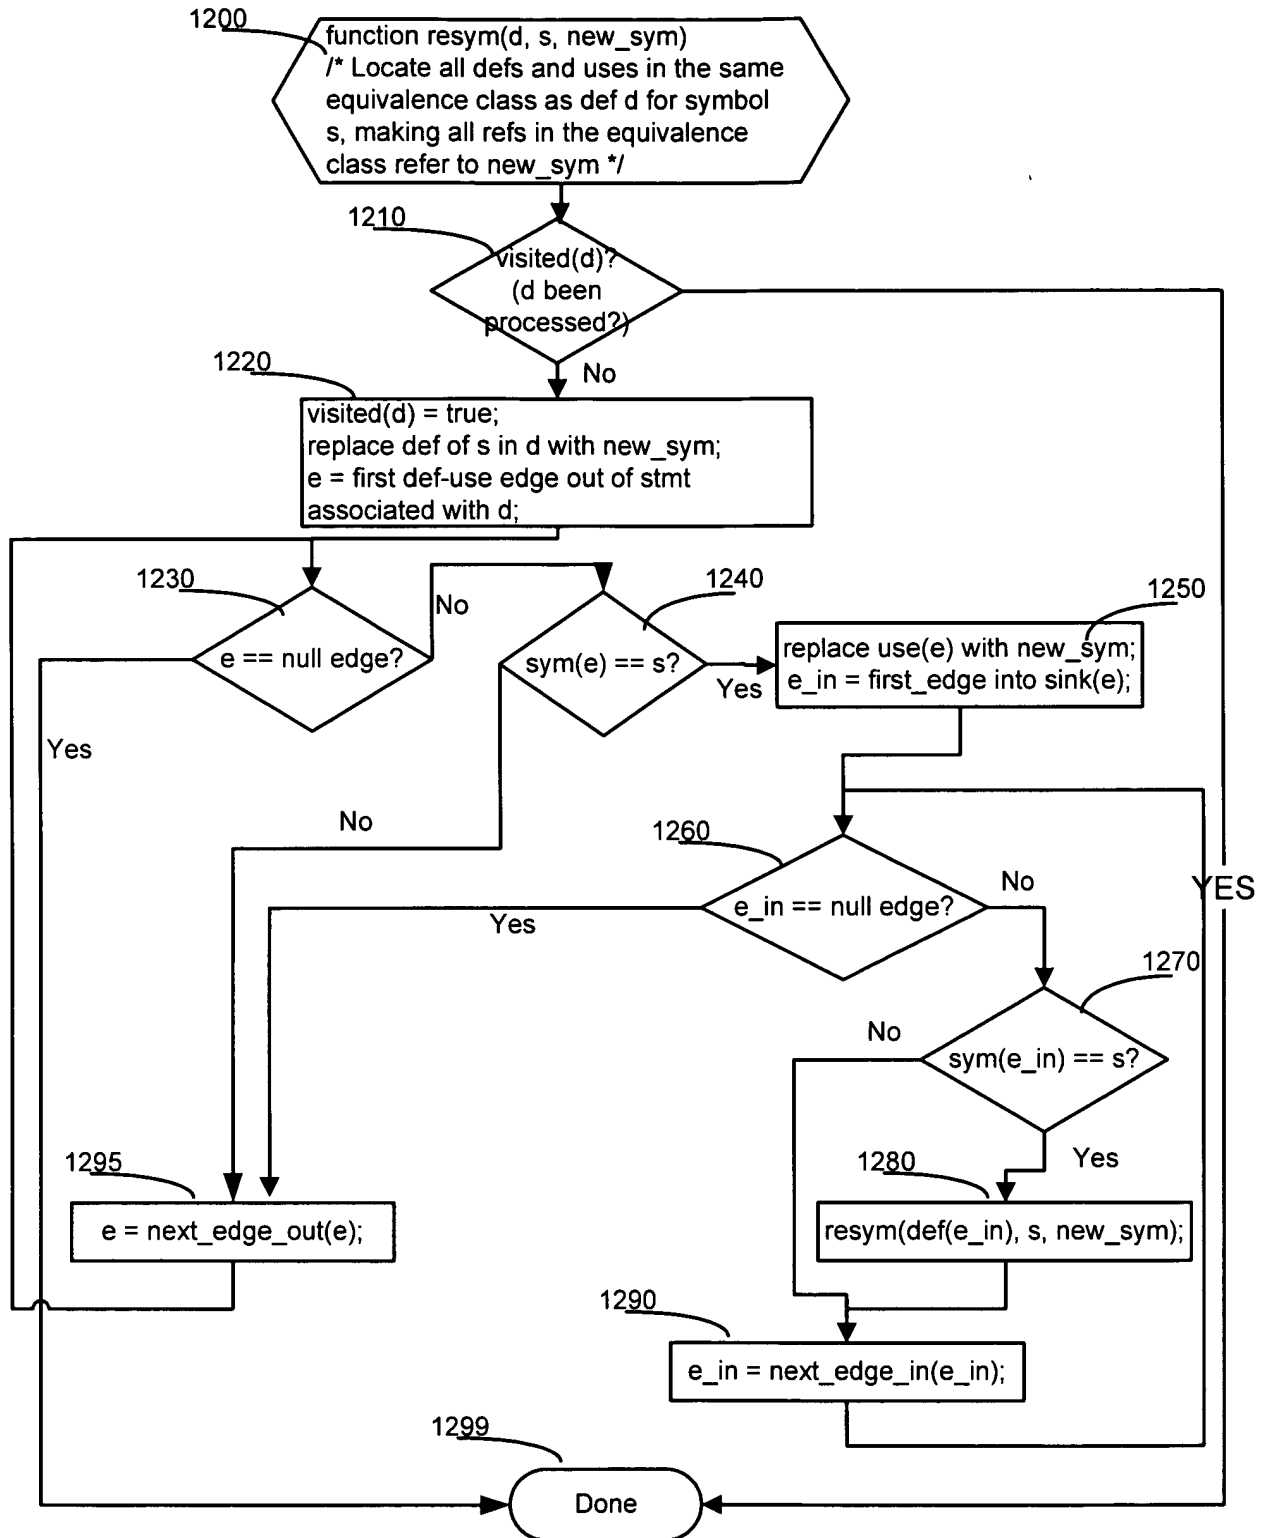 1200
function resym(d, s, new_sym)
/* Locate all defs and uses in the same
equivalence class as def d for symbol
s, making all refs in the equivalence
class refer to new_sym */
1210
visited(d)?
(d been
processed?)
No
1220
visited(d) = true;
replace def of s in d with new_sym;
e = first def-use edge out of stmt
associated with d;
1230
e == null edge?
No
Yes
1240
sym(e) == s?
Yes
No
1250
replace use(e) with new_sym;
e_in = first_edge into sink(e);
1260
e_in == null edge?
No
Yes
YES
1270
sym(e_in) == s?
No
Yes
1280
resym(def(e_in), s, new_sym);
1295
e = next_edge_out(e);
1290
e_in = next_edge_in(e_in);
1299
Done